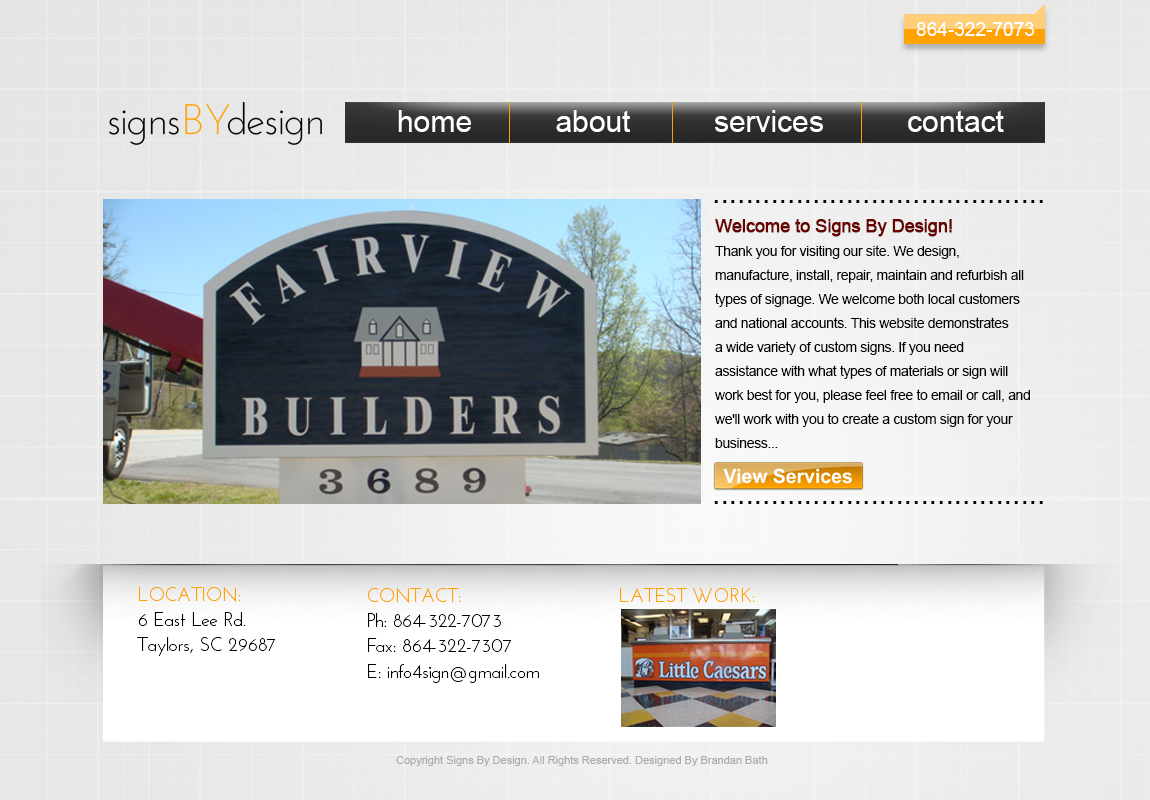 864-322-7073
signsBYdesign
home about services contact
FAIRVIEW
BUILDERS
3689
Welcome to Signs By Design!
Thank you for visiting our site. We design,
manufacture, install, repair, maintain and refurbish all
types of signage. We welcome both local customers
and national accounts. This website demonstrates
a wide variety of custom signs. If you need
assistance with what types of materials or sign will
work best for you, please feel free to email or call, and
we'll work with you to create a custom sign for your
business...
View Services
LOCATION:
6 East Lee Rd.
Taylors, SC 29687
CONTACT:
Ph: 864-322-7073
Fax: 864-322-7307
E: info4sign@gmail.com
LATEST WORK:
Little Caesars
Copyright Signs By Design. All Rights Reserved. Designed By Brandan Bath